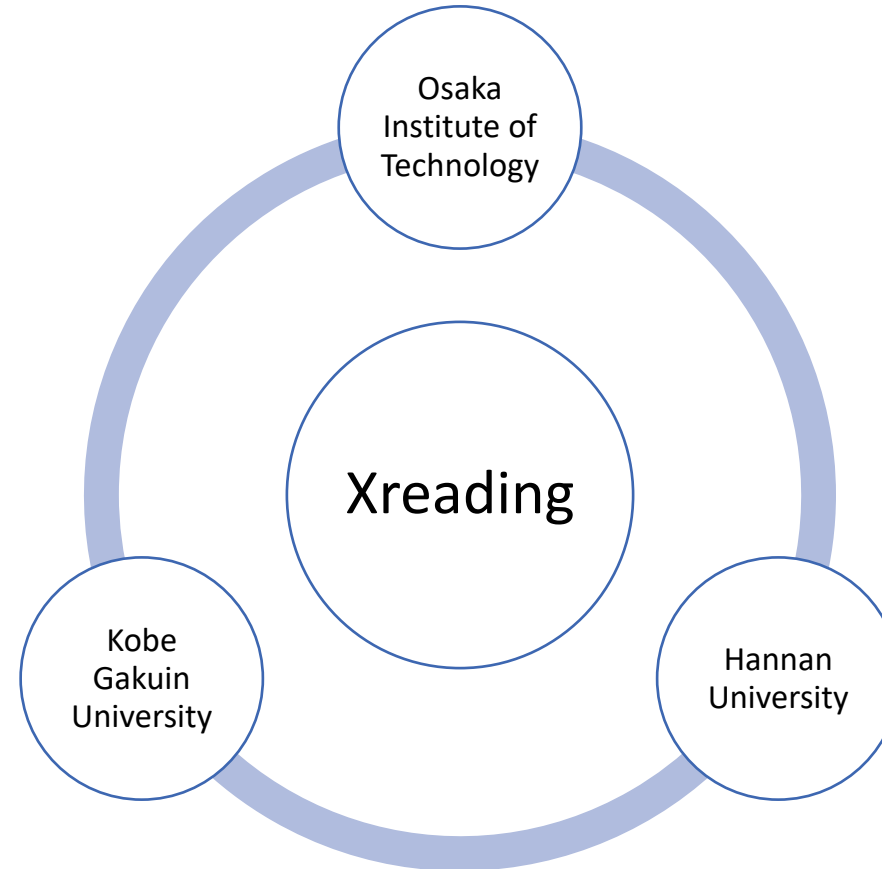 Osaka
Institute of
Technology
Xreading
Kobe
Gakuin
University
Hannan
University